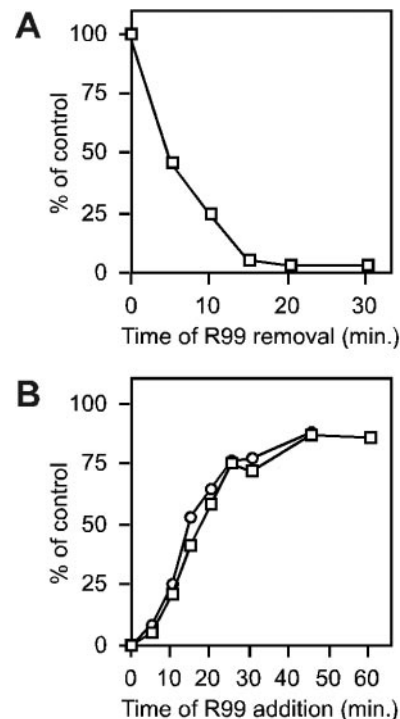 A
% of control
100
75
50
25
0
0 10 20 30
Time of R99 removal (min.)
B
% of control
100
75
50
25
0
0 10 20 30 40 50 60
Time of R99 addition (min.)